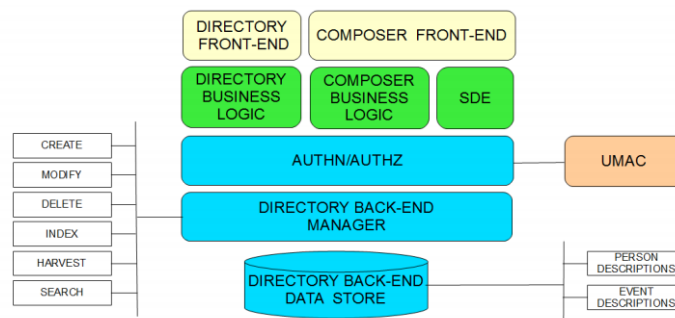 DIRECTORY
FRONT-END
COMPOSER FRONT-END
DIRECTORY
BUSINESS
LOGIC
COMPOSER
BUSINESS
LOGIC
SDE
AUTHN/AUTHZ
UMAC
DIRECTORY BACK-END
MANAGER
CREATE
MODIFY
DELETE
INDEX
HARVEST
SEARCH
DIRECTORY BACK-END
DATA STORE
PERSON
DESCRIPTIONS
EVENT
DESCRIPTIONS